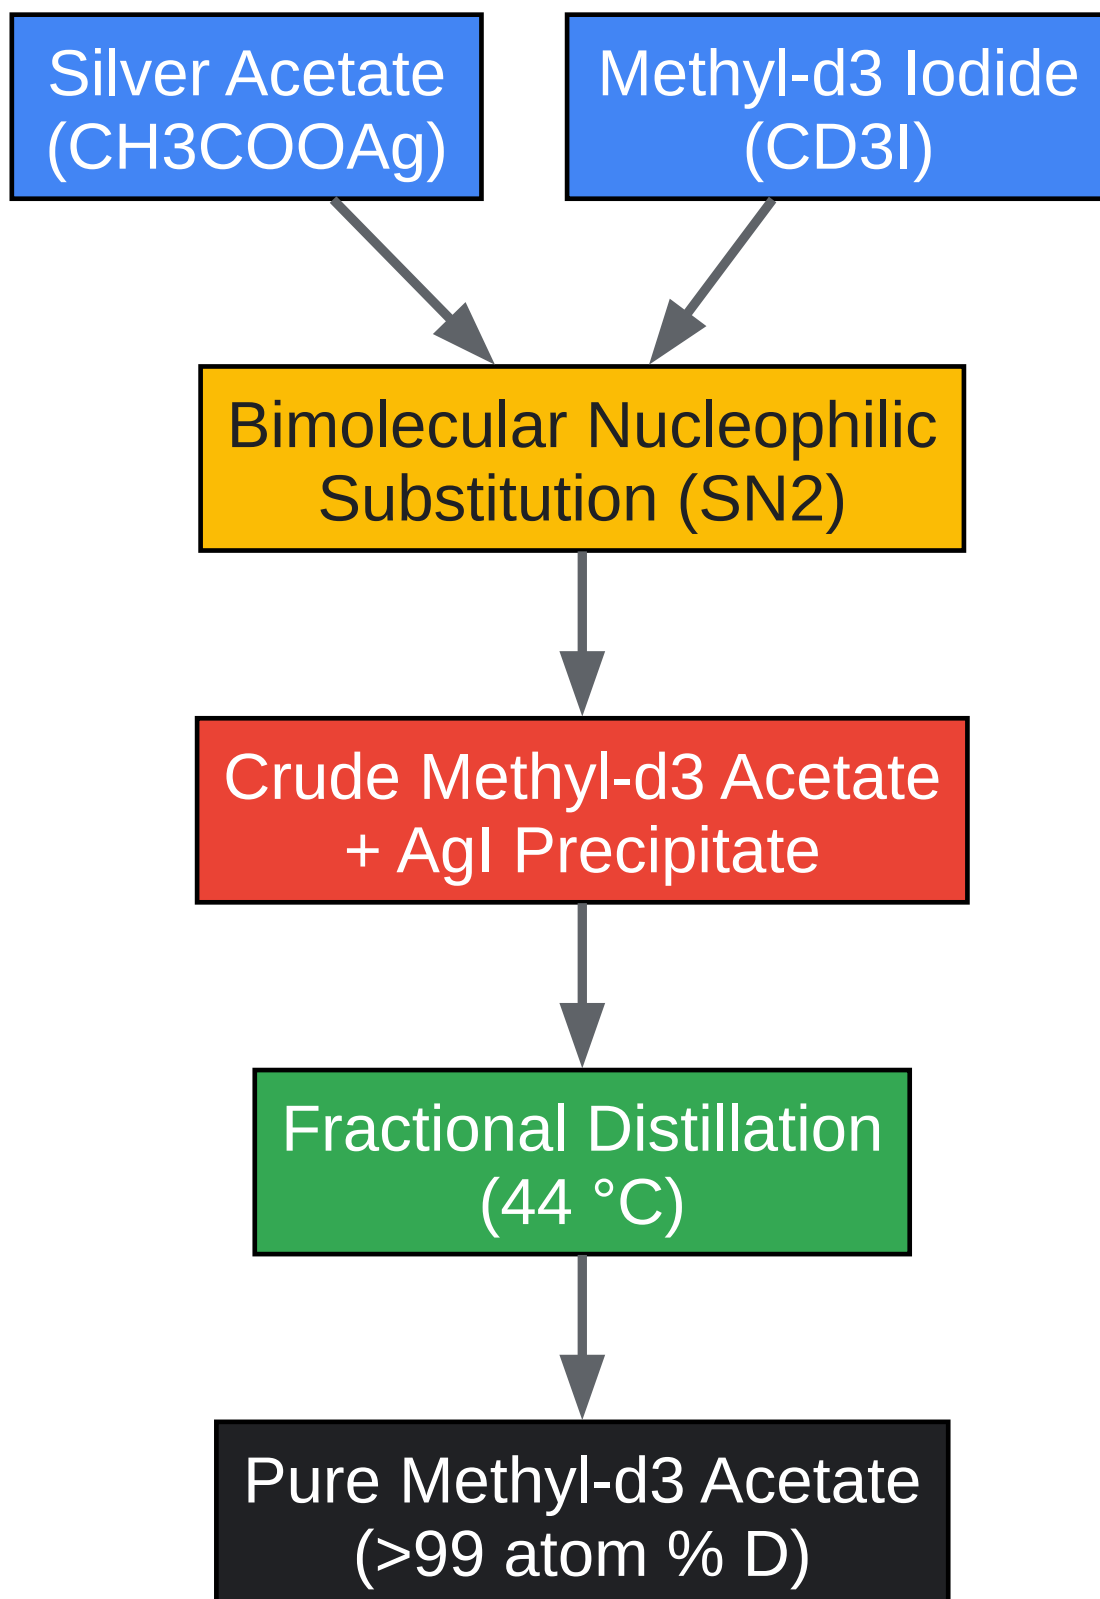 Silver Acetate
(CH3COOAg)
Methyl-d3 Iodide
(CD3I)
Bimolecular Nucleophilic
Substitution (SN2)
Crude Methyl-d3 Acetate
+ AgI Precipitate
Fractional Distillation
(44 °C)
Pure Methyl-d3 Acetate
(>99 atom % D)